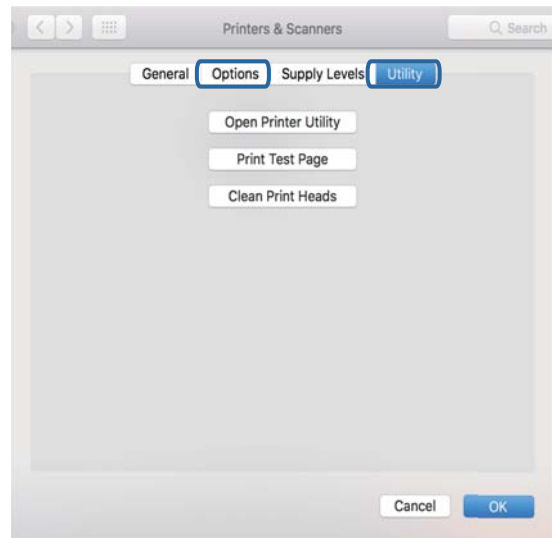 Printers & Scanners Search
General Options Supply Levels Utility
Open Printer Utility
Print Test Page
Clean Print Heads
Cancel OK